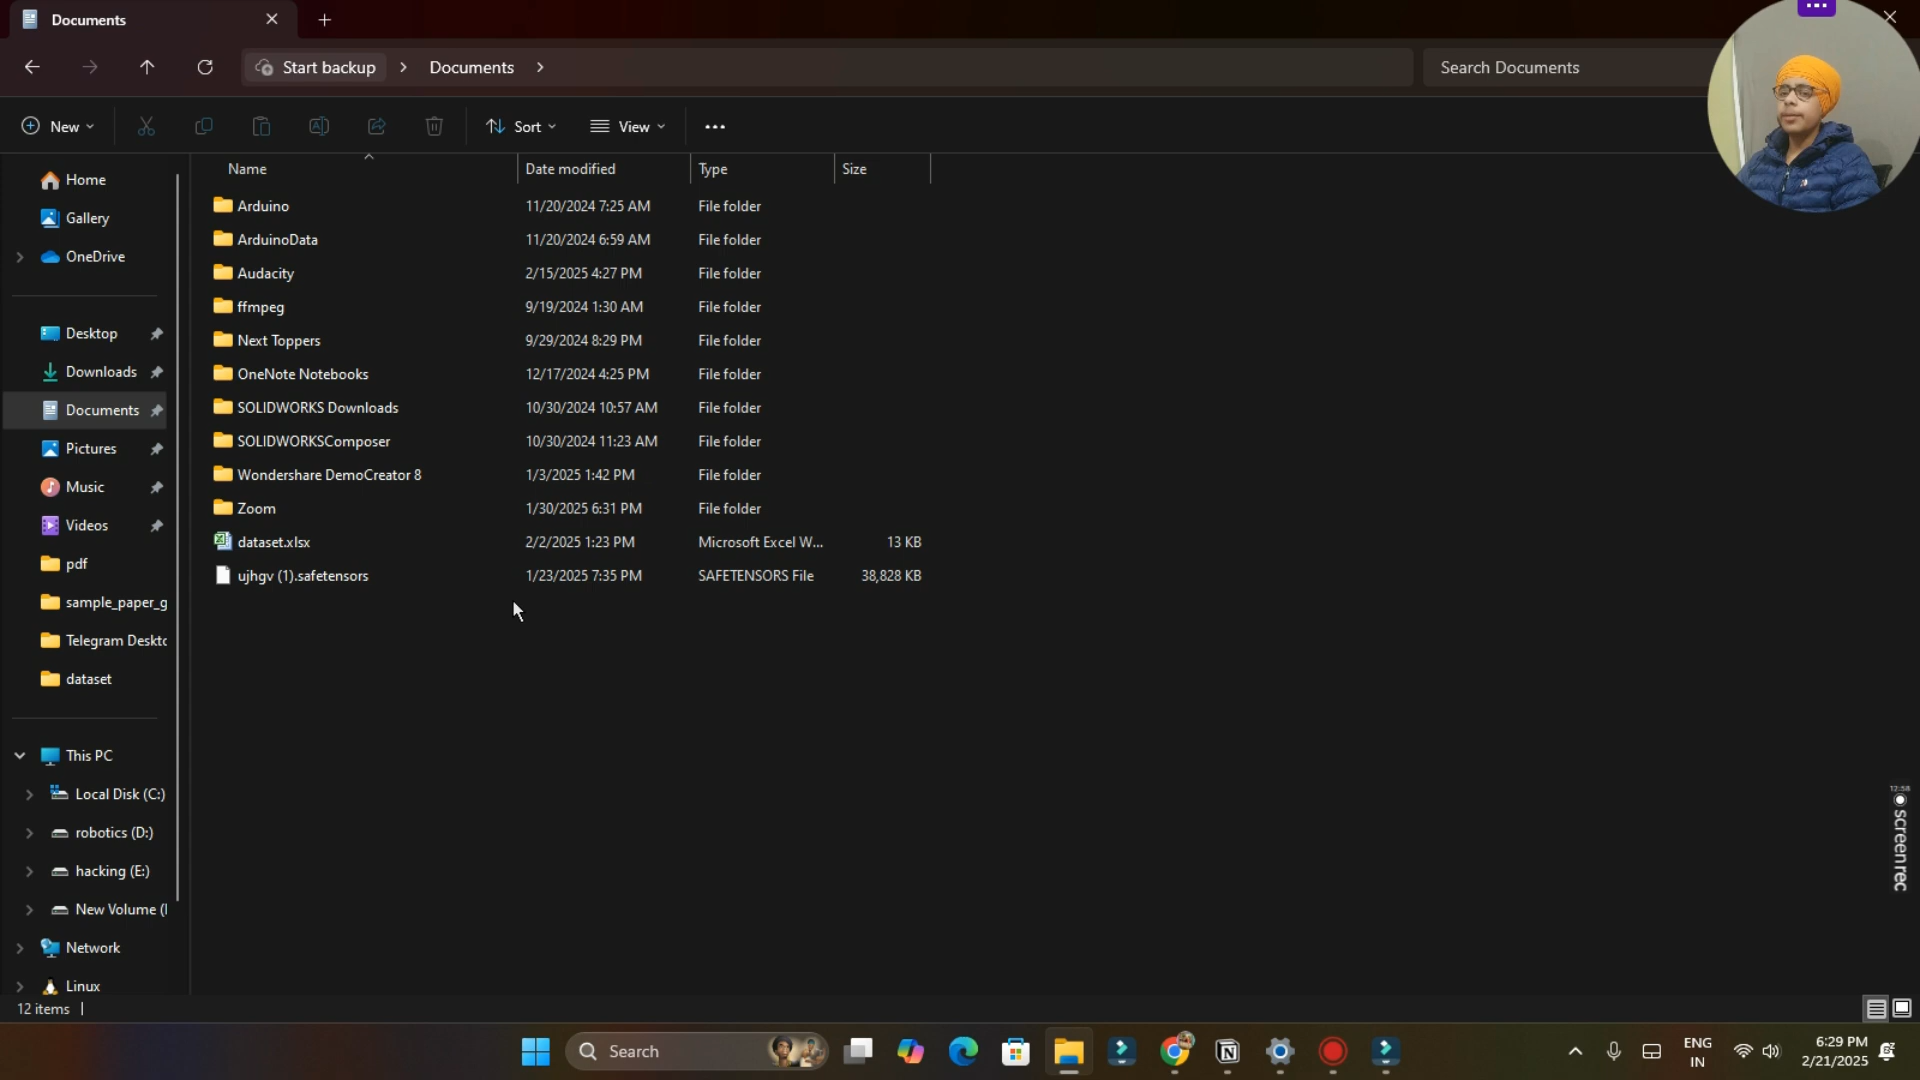 Documents
Start backup > Documents >
Search Documents
New
Sort
View
Name Date modified Type Size
Home
Gallery
OneDrive
Desktop
Downloads
Documents
Pictures
Music
Videos
pdf
sample_paper_g
Telegram Deskto
dataset
This PC
Local Disk (C:)
robotics (D:)
hacking (E:)
New Volume (
Network
Linux
Arduino 11/20/2024 7:25 AM File folder
ArduinoData 11/20/2024 6:59 AM File folder
Audacity 2/15/2025 4:27 PM File folder
ffmpeg 9/19/2024 1:30 AM File folder
Next Toppers 9/29/2024 8:29 PM File folder
OneNote Notebooks 12/17/2024 4:25 PM File folder
SOLIDWORKS Downloads 10/30/2024 10:57 AM File folder
SOLIDWORKSComposer 10/30/2024 11:23 AM File folder
Wondershare DemoCreator 8 1/3/2025 1:42 PM File folder
Zoom 1/30/2025 6:31 PM File folder
dataset.xlsx 2/2/2025 1:23 PM Microsoft Excel W... 13 KB
ujhgv (1).safetensors 1/23/2025 7:35 PM SAFETENSORS File 38,828 KB
12:58
screenrec
12 items
Search
ENG
IN
6:29 PM
2/21/2025